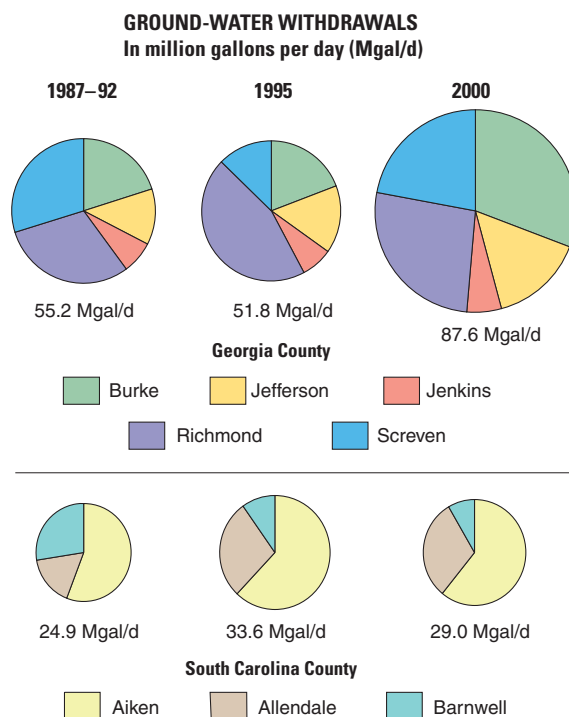 GROUND-WATER WITHDRAWALS
In million gallons per day (Mgal/d)
1987–92 1995 2000
55.2 Mgal/d 51.8 Mgal/d 87.6 Mgal/d
Georgia County
Burke Jefferson Jenkins
Richmond Screven
24.9 Mgal/d 33.6 Mgal/d 29.0 Mgal/d
South Carolina County
Aiken Allendale Barnwell